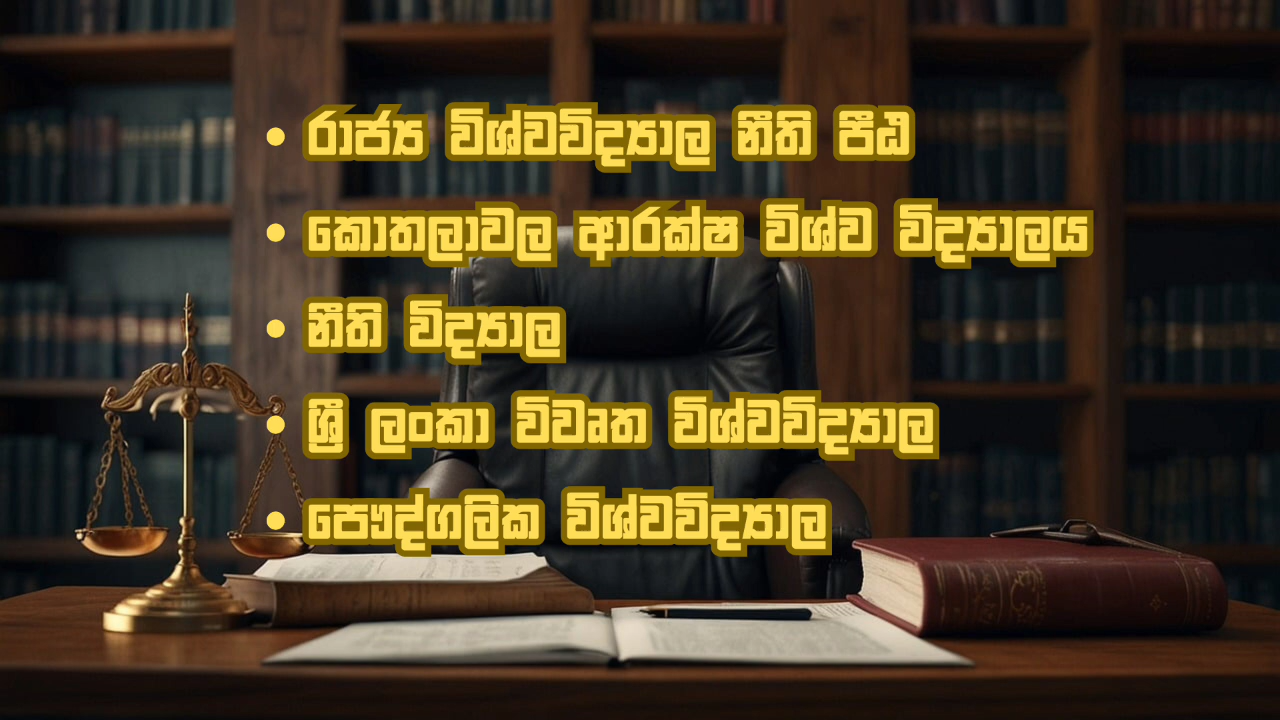 • රාජ්‍ය විශ්වවිද්‍යාල නීති පීඨ
• කොතලාවල ආරක්ෂ විශ්ව විද්‍යාලය
• නීති විද්‍යාල
• ශ්‍රී ලංකා විවෘත විශ්වවිද්‍යාල
• පෞද්ගලික විශ්වවිද්‍යාල